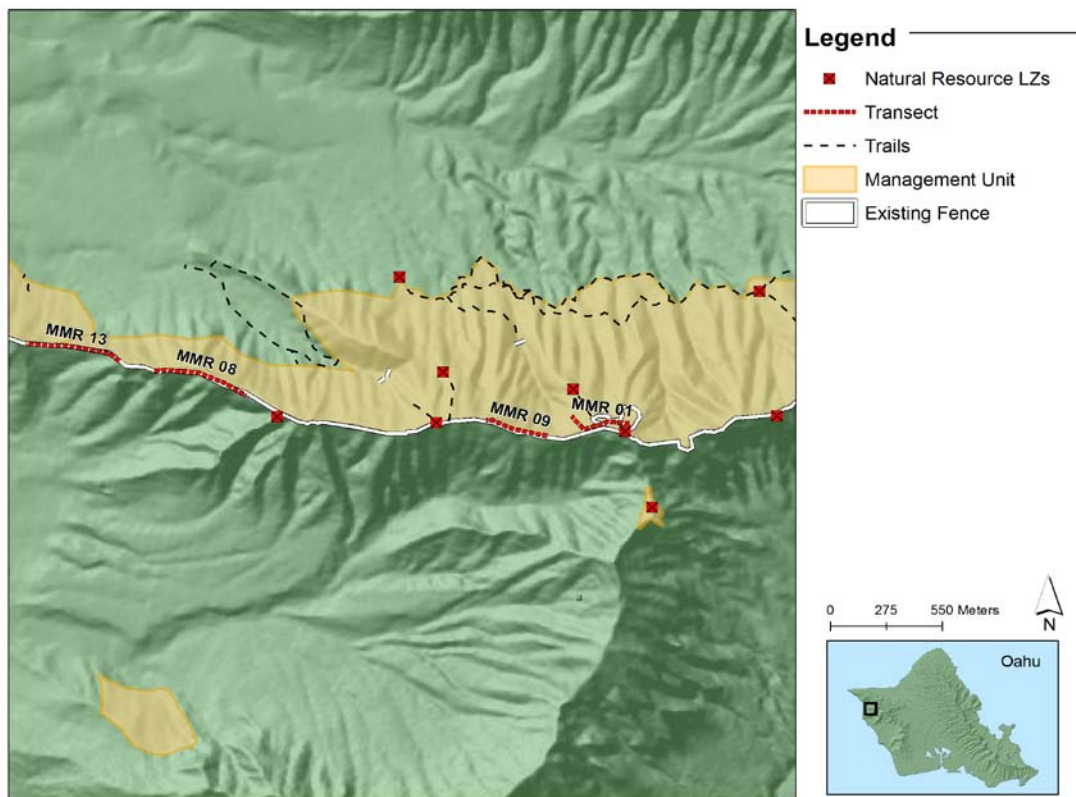 Legend
Natural Resource LZs
Transect
Trails
Management Unit
Existing Fence
MMR 13
MMR 08
MMR 09
MMR 01
0 275 550 Meters
N
Oahu